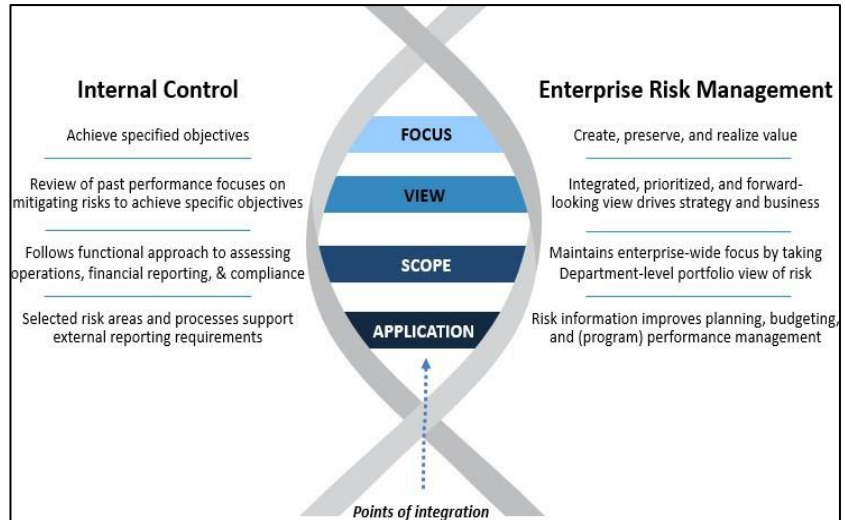 Internal Control
Enterprise Risk Management
Achieve specified objectives
FOCUS
Create, preserve, and realize value
Review of past performance focuses on
mitigating risks to achieve specific objectives
VIEW
Integrated, prioritized, and forward-
looking view drives strategy and business
Follows functional approach to assessing
operations, financial reporting, & compliance
SCOPE
Maintains enterprise-wide focus by taking
Department-level portfolio view of risk
Selected risk areas and processes support
external reporting requirements
APPLICATION
Risk information improves planning, budgeting,
and (program) performance management
Points of integration